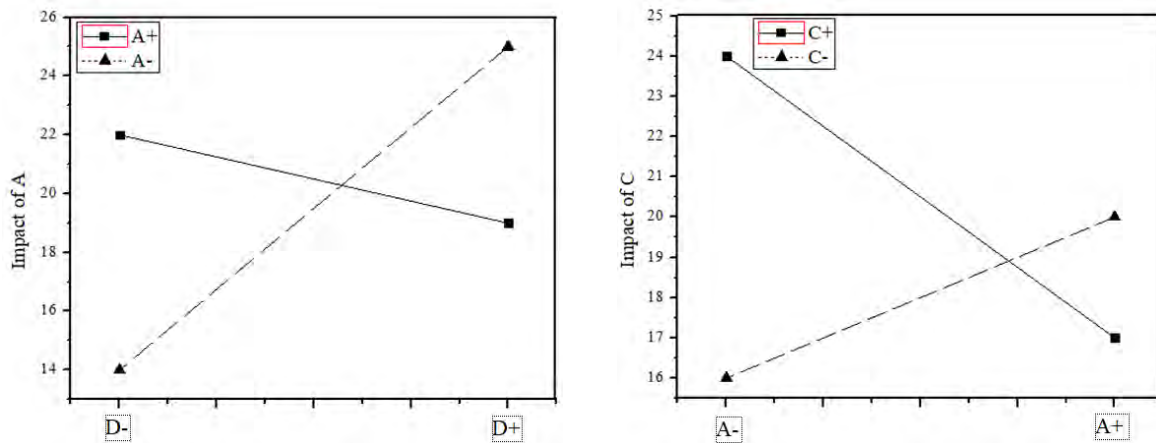 A+
A-
Impact of A
26
24
22
20
18
16
14
D-
D+
C+
C-
Impact of C
25
24
23
22
21
20
19
18
17
16
A-
A+